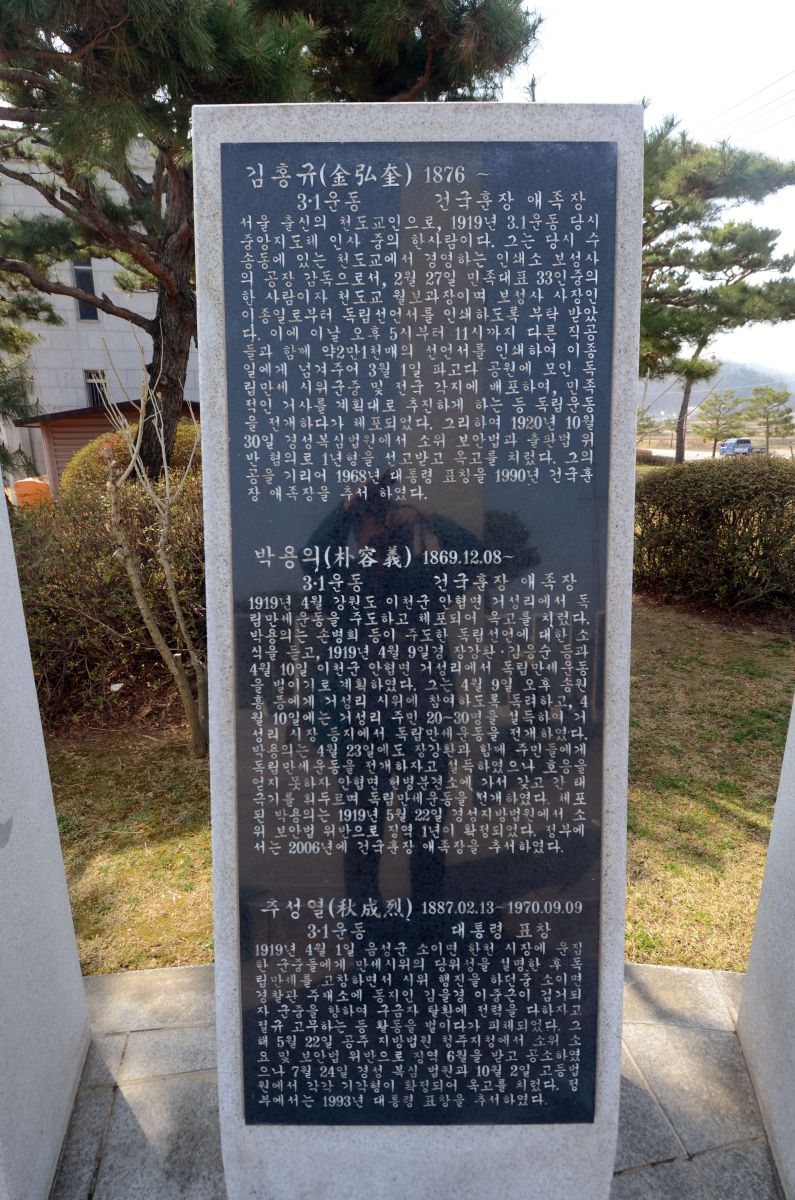 김홍규(金弘奎) 1876 ~
3·1운동 건국훈장 애족장
서울 출신의 천도교인으로, 1919년 3.1운동 당시
중앙지도체 인사 중의 한사람이다. 그는 당시 수
송동에 있는 천도교에서 경영하는 인쇄소 보성사
의 공장 감독으로서, 2월 27일 민족대표 33인중의
한 사람이자 천도교 월보과장이며 보성사 사장인
이종일로부터 독립선언서를 인쇄하도록 부탁 받았
다. 이에 이날 오후 5시부터 11시까지 다른 직공
들과 함께 약2만1천매의 선언서를 인쇄하여 이종
일에게 넘겨주어 3월 1일 파고다 공원에 모인 독
립만세 시위군중 및 전국 각지에 배포하여, 민족
적인 거사를 계획대로 추진하게 하는 등 독립운동
을 전개하다가 체포되었다. 그리하여 1920년 10월
30일 경성복심법원에서 소위 보안법과 출판법 위
반 혐의로 1년형을 선고받고 옥고를 치렀다. 그의
공을 기리어 1968년 대통령 표창을 1990년 건국훈
장 애족장을 추서 하였다.
박용의(朴容義) 1869.12.08~
3·1운동 건국훈장 애족장
1919년 4월 강원도 이천군 안협면 거성리에서 독
립만세운동을 주도하고 체포되어 옥고를 치렀다.
박용의는 손병희 등이 주도한 독립선언에 대한 소
식을 듣고, 1919년 4월 9일경 장강환·김응순 등과
4월 10일 이천군 안협면 거성리에서 독립만세운동
을 벌이기로 계획하였다. 그는 4월 9일 오후 송원
홍 등에게 거성리 시위에 참여하도록 독려하고, 4
월 10일에는 거성리 주민 20~30명을 설득하여 거
성리 시장 등지에서 독립만세운동을 전개하였다.
박용의는 4월 23일에도 장강환과 함께 주민들에게
독립만세운동을 전개하자고 설득하였으나 호응을
얻지 못하자 안협면 헌병분견소에 가서 갖고 간 태
극기를 휘두르며 독립만세운동을 전개하였다. 체포
된 박용의는 1919년 5월 22일 경성지방법원에서 소
위 보안법 위반으로 징역 1년이 확정되었다. 정부에
서는 2006년에 건국훈장 애족장을 추서하였다.
추성열(秋成烈) 1887.02.13~1970.09.09
3·1운동 대통령 표창
1919년 4월 1일 음성군 소이면 한천 시장에 운집
한 군중들에게 만세시위의 당위성을 설명한 후 독
립만세를 고창하면서 시위 행진을 하던중 소이면
경찰관 주재소에 동지인 김을경 이중곤이 검거되
자 군중을 향하여 구금자 탈환에 전력을 다하자고
절규 고무하는 등 활동을 벌이다가 피체되었다. 그
해 5월 22일 공주 지방법원 청주지청에서 소위 소
요 및 보안법 위반으로 징역 6월을 받고 공소하였
으나 7월 24일 경성 복심 법원과 10월 2일 고등법
원에서 각각 기각형이 확정되어 옥고를 치렀다. 정
부에서는 1993년 대통령 표창을 추서하였다.